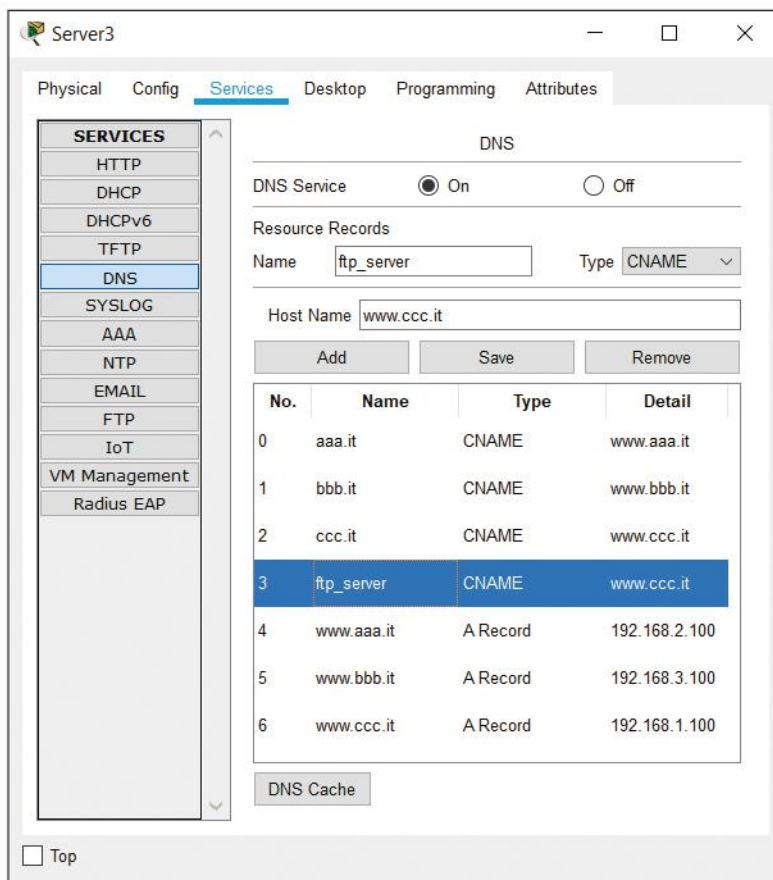 Server3
Physical Config Services Desktop Programming Attributes
SERVICES
HTTP
DHCP
DHCPv6
TFTP
DNS
SYSLOG
AAA
NTP
EMAIL
FTP
IoT
VM Management
Radius EAP
DNS
DNS Service On Off
Resource Records
Name ftp_server Type CNAME
Host Name www.ccc.it
Add Save Remove
No. Name Type Detail
0 aaa.it CNAME www.aaa.it
1 bbb.it CNAME www.bbb.it
2 ccc.it CNAME www.ccc.it
3 ftp_server CNAME www.ccc.it
4 www.aaa.it A Record 192.168.2.100
5 www.bbb.it A Record 192.168.3.100
6 www.ccc.it A Record 192.168.1.100
DNS Cache
Top